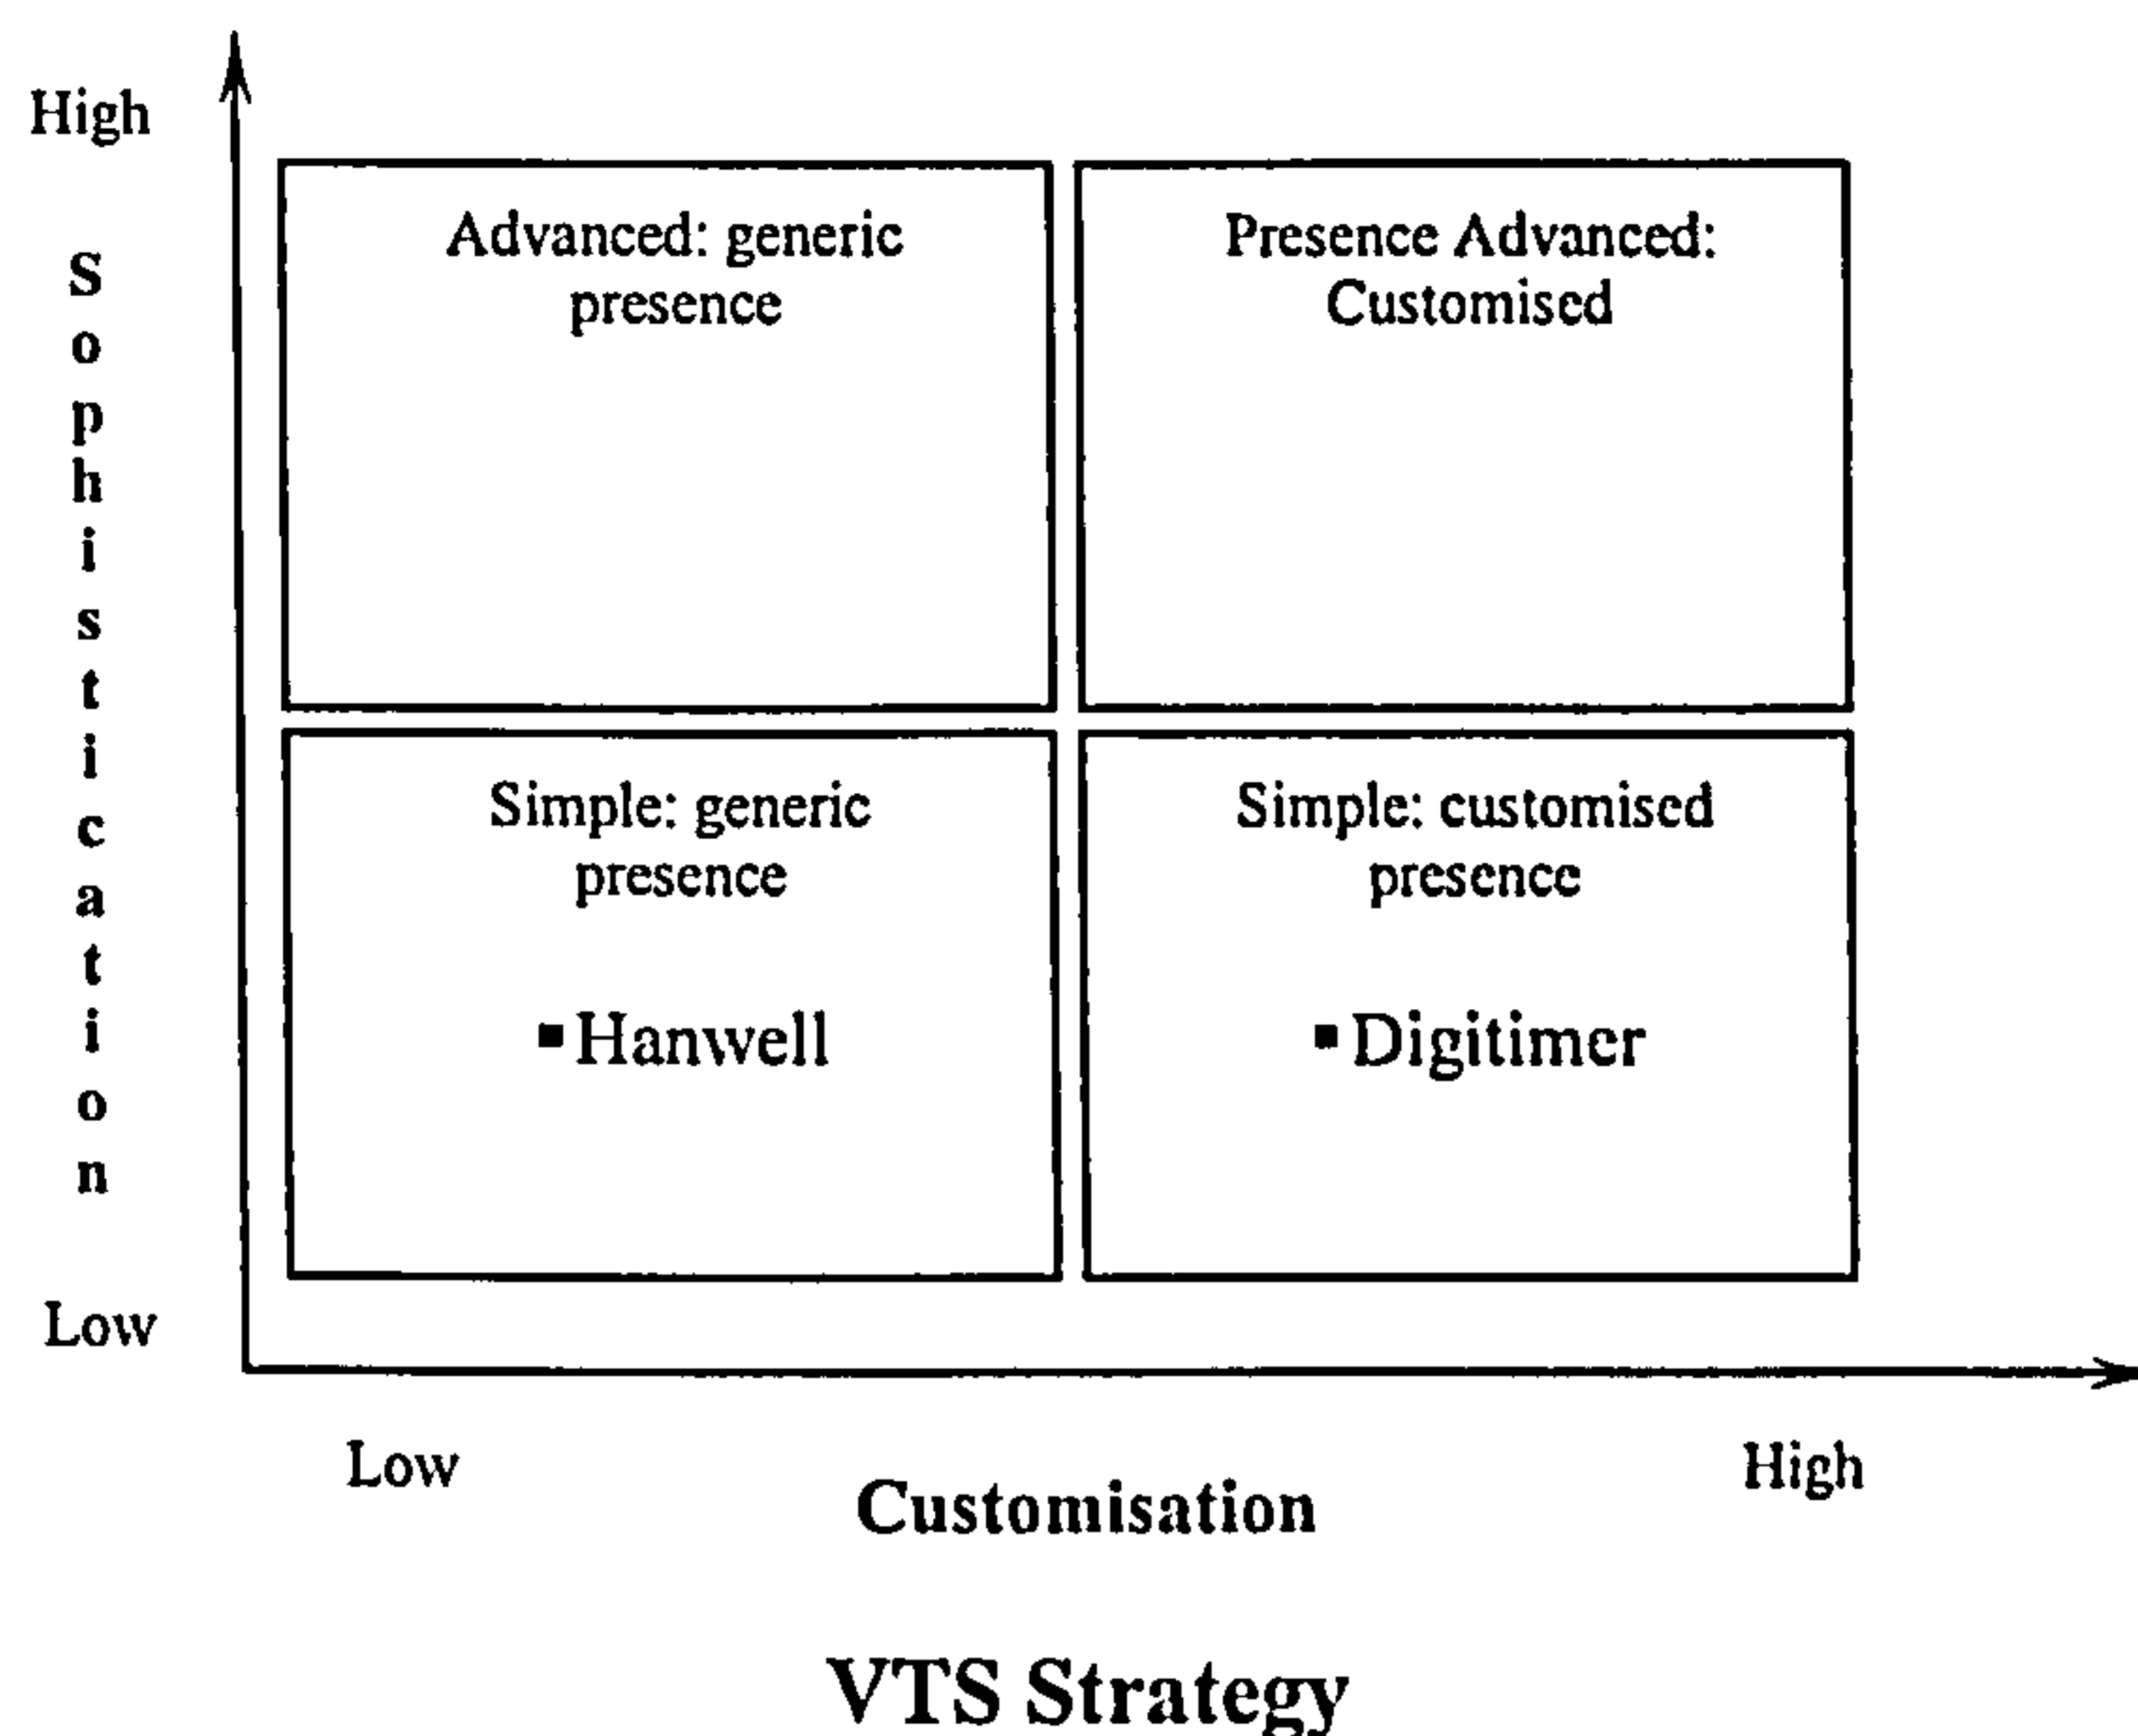 High
Sophistication
Advanced: generic
presence
Presence Advanced:
Customised
Simple: generic
presence
Simple: customised
presence
▪ Hanwell
▪ Digitimer
Low
Low
High
Customisation
VTS Strategy